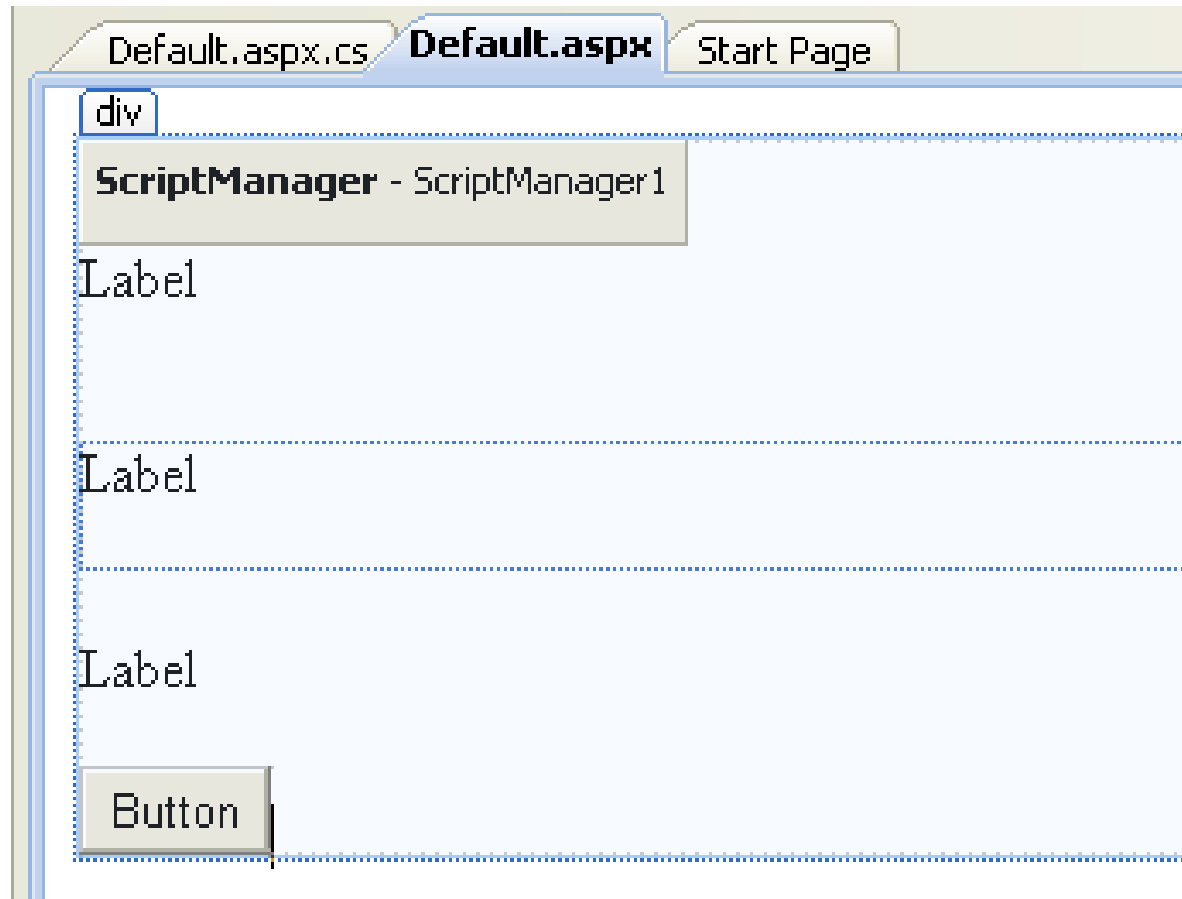 Default.aspx.cs Default.aspx Start Page
div
ScriptManager - ScriptManager1
Label
Label
Label
Button